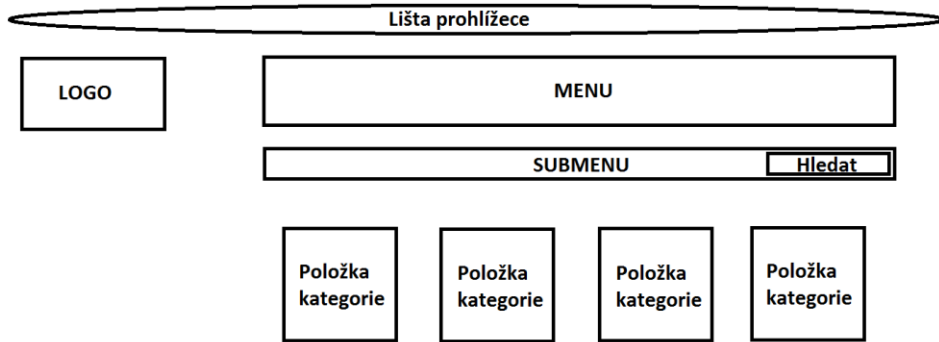 Lišta prohlížece
LOGO
MENU
SUBMENU
Hledat
Položka
kategorie
Položka
kategorie
Položka
kategorie
Položka
kategorie